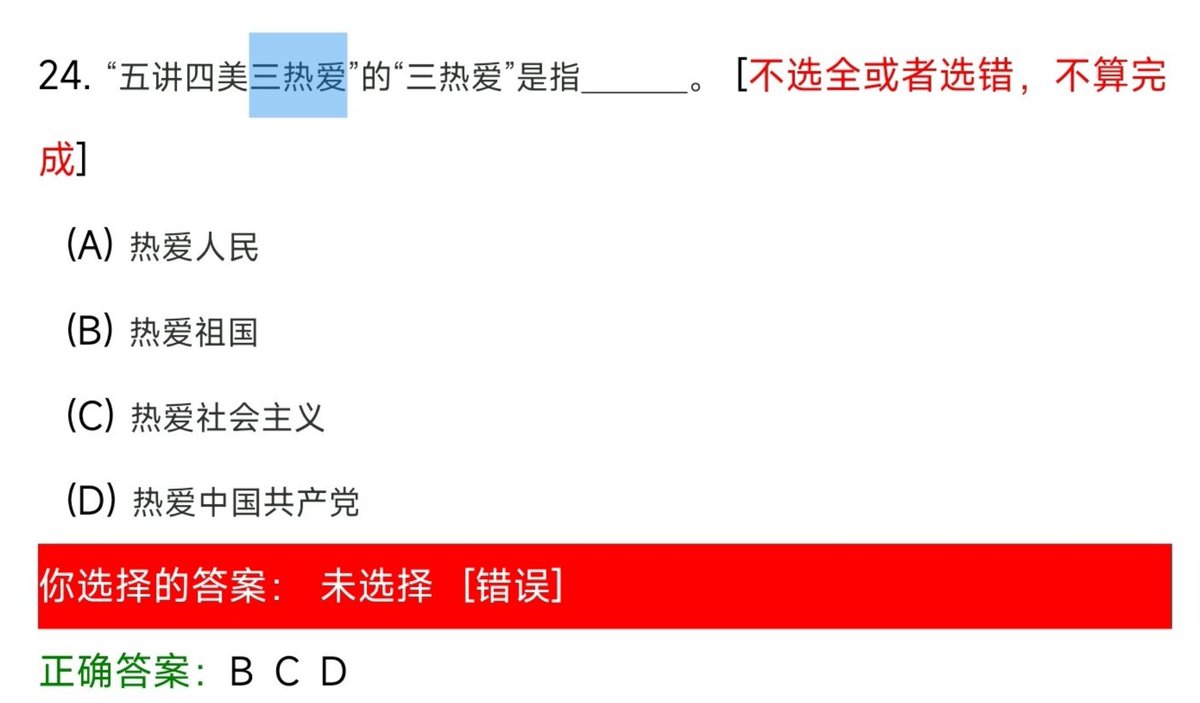 24. “五讲四美三热爱”的“三热爱”是指______。 [不选全或者选错，不算完
成]
(A) 热爱人民
(B) 热爱祖国
(C) 热爱社会主义
(D) 热爱中国共产党
你选择的答案： 未选择 [错误]
正确答案：B C D